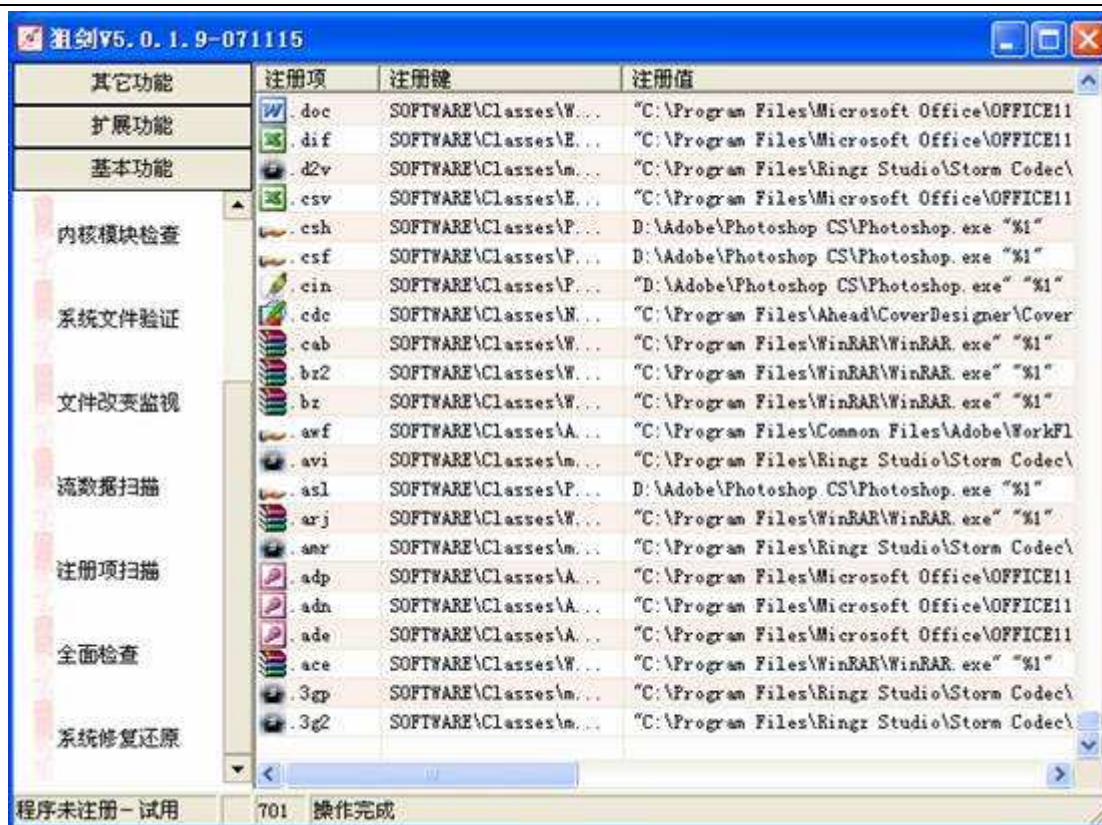 狙剑V5.0.1.9-071115
其它功能
扩展功能
基本功能
内核模块检查
系统文件验证
文件改变监视
流数据扫描
注册项扫描
全面检查
系统修复还原
注册项 注册键 注册值
.doc SOFTWARE\Classes\W... "C:\Program Files\Microsoft Office\OFFICE11
.dif SOFTWARE\Classes\E... "C:\Program Files\Microsoft Office\OFFICE11
.d2v SOFTWARE\Classes\m... "C:\Program Files\Ringz Studio\Storm Codec\
.csv SOFTWARE\Classes\E... "C:\Program Files\Microsoft Office\OFFICE11
.csh SOFTWARE\Classes\P... D:\Adobe\Photoshop CS\Photoshop.exe "%1"
.csf SOFTWARE\Classes\P... D:\Adobe\Photoshop CS\Photoshop.exe "%1"
.cin SOFTWARE\Classes\P... "D:\Adobe\Photoshop CS\Photoshop.exe" "%1"
.cdc SOFTWARE\Classes\N... "C:\Program Files\Ahead\CoverDesigner\Cover
.cab SOFTWARE\Classes\W... "C:\Program Files\WinRAR\WinRAR.exe" "%1"
.bz2 SOFTWARE\Classes\W... "C:\Program Files\WinRAR\WinRAR.exe" "%1"
.bz SOFTWARE\Classes\W... "C:\Program Files\WinRAR\WinRAR.exe" "%1"
.awf SOFTWARE\Classes\A... "C:\Program Files\Common Files\Adobe\WorkFl
.avi SOFTWARE\Classes\m... "C:\Program Files\Ringz Studio\Storm Codec\
.asl SOFTWARE\Classes\P... D:\Adobe\Photoshop CS\Photoshop.exe "%1"
.arj SOFTWARE\Classes\W... "C:\Program Files\WinRAR\WinRAR.exe" "%1"
.amr SOFTWARE\Classes\m... "C:\Program Files\Ringz Studio\Storm Codec\
.adp SOFTWARE\Classes\A... "C:\Program Files\Microsoft Office\OFFICE11
.adn SOFTWARE\Classes\A... "C:\Program Files\Microsoft Office\OFFICE11
.ade SOFTWARE\Classes\A... "C:\Program Files\Microsoft Office\OFFICE11
.ace SOFTWARE\Classes\W... "C:\Program Files\WinRAR\WinRAR.exe" "%1"
.3gp SOFTWARE\Classes\m... "C:\Program Files\Ringz Studio\Storm Codec\
.3g2 SOFTWARE\Classes\m... "C:\Program Files\Ringz Studio\Storm Codec\
程序未注册-试用 701 操作完成